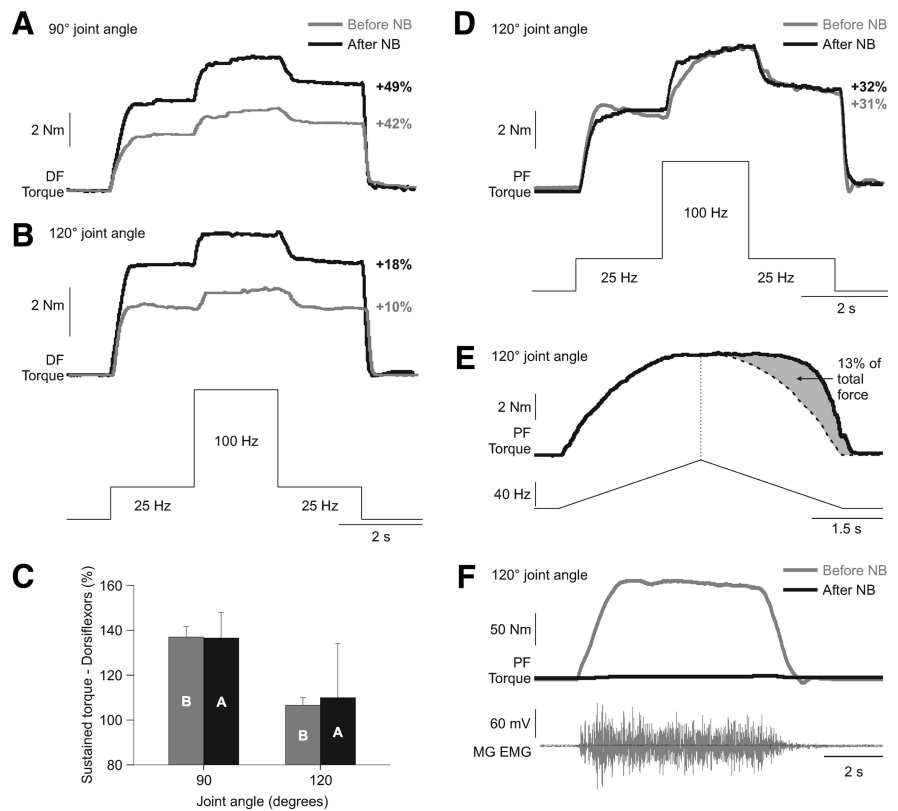 A
90° joint angle
Before NB
After NB
+49%
+42%
2 Nm
DF
Torque
B
120° joint angle
+18%
+10%
2 Nm
DF
Torque
100 Hz
25 Hz
25 Hz
2 s
C
Sustained torque - Dorsiflexors (%)
160
140
120
100
80
B
A
B
A
90
120
Joint angle (degrees)
D
120° joint angle
Before NB
After NB
+32%
+31%
2 Nm
PF
Torque
100 Hz
25 Hz
25 Hz
2 s
E
120° joint angle
13% of
total
force
2 Nm
PF
Torque
40 Hz
1.5 s
F
120° joint angle
Before NB
After NB
50 Nm
PF
Torque
60 mV
MG EMG
2 s